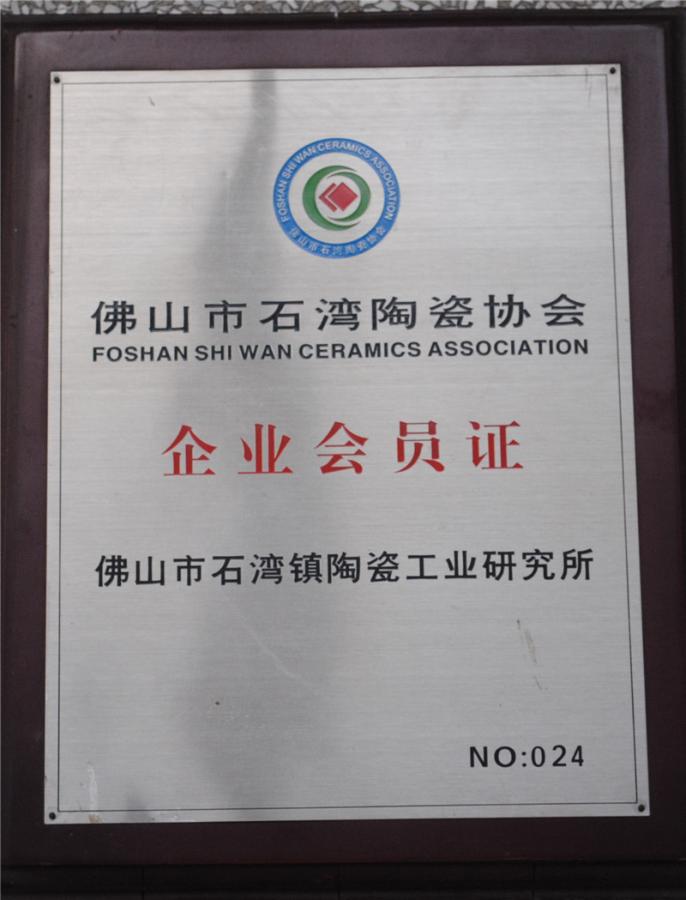 FOSHAN SHI WAN CERAMICS ASSOCIATION
佛山市石湾陶瓷协会
佛山市石湾陶瓷协会
FOSHAN SHI WAN CERAMICS ASSOCIATION
企业会员证
佛山市石湾镇陶瓷工业研究所
NO:024